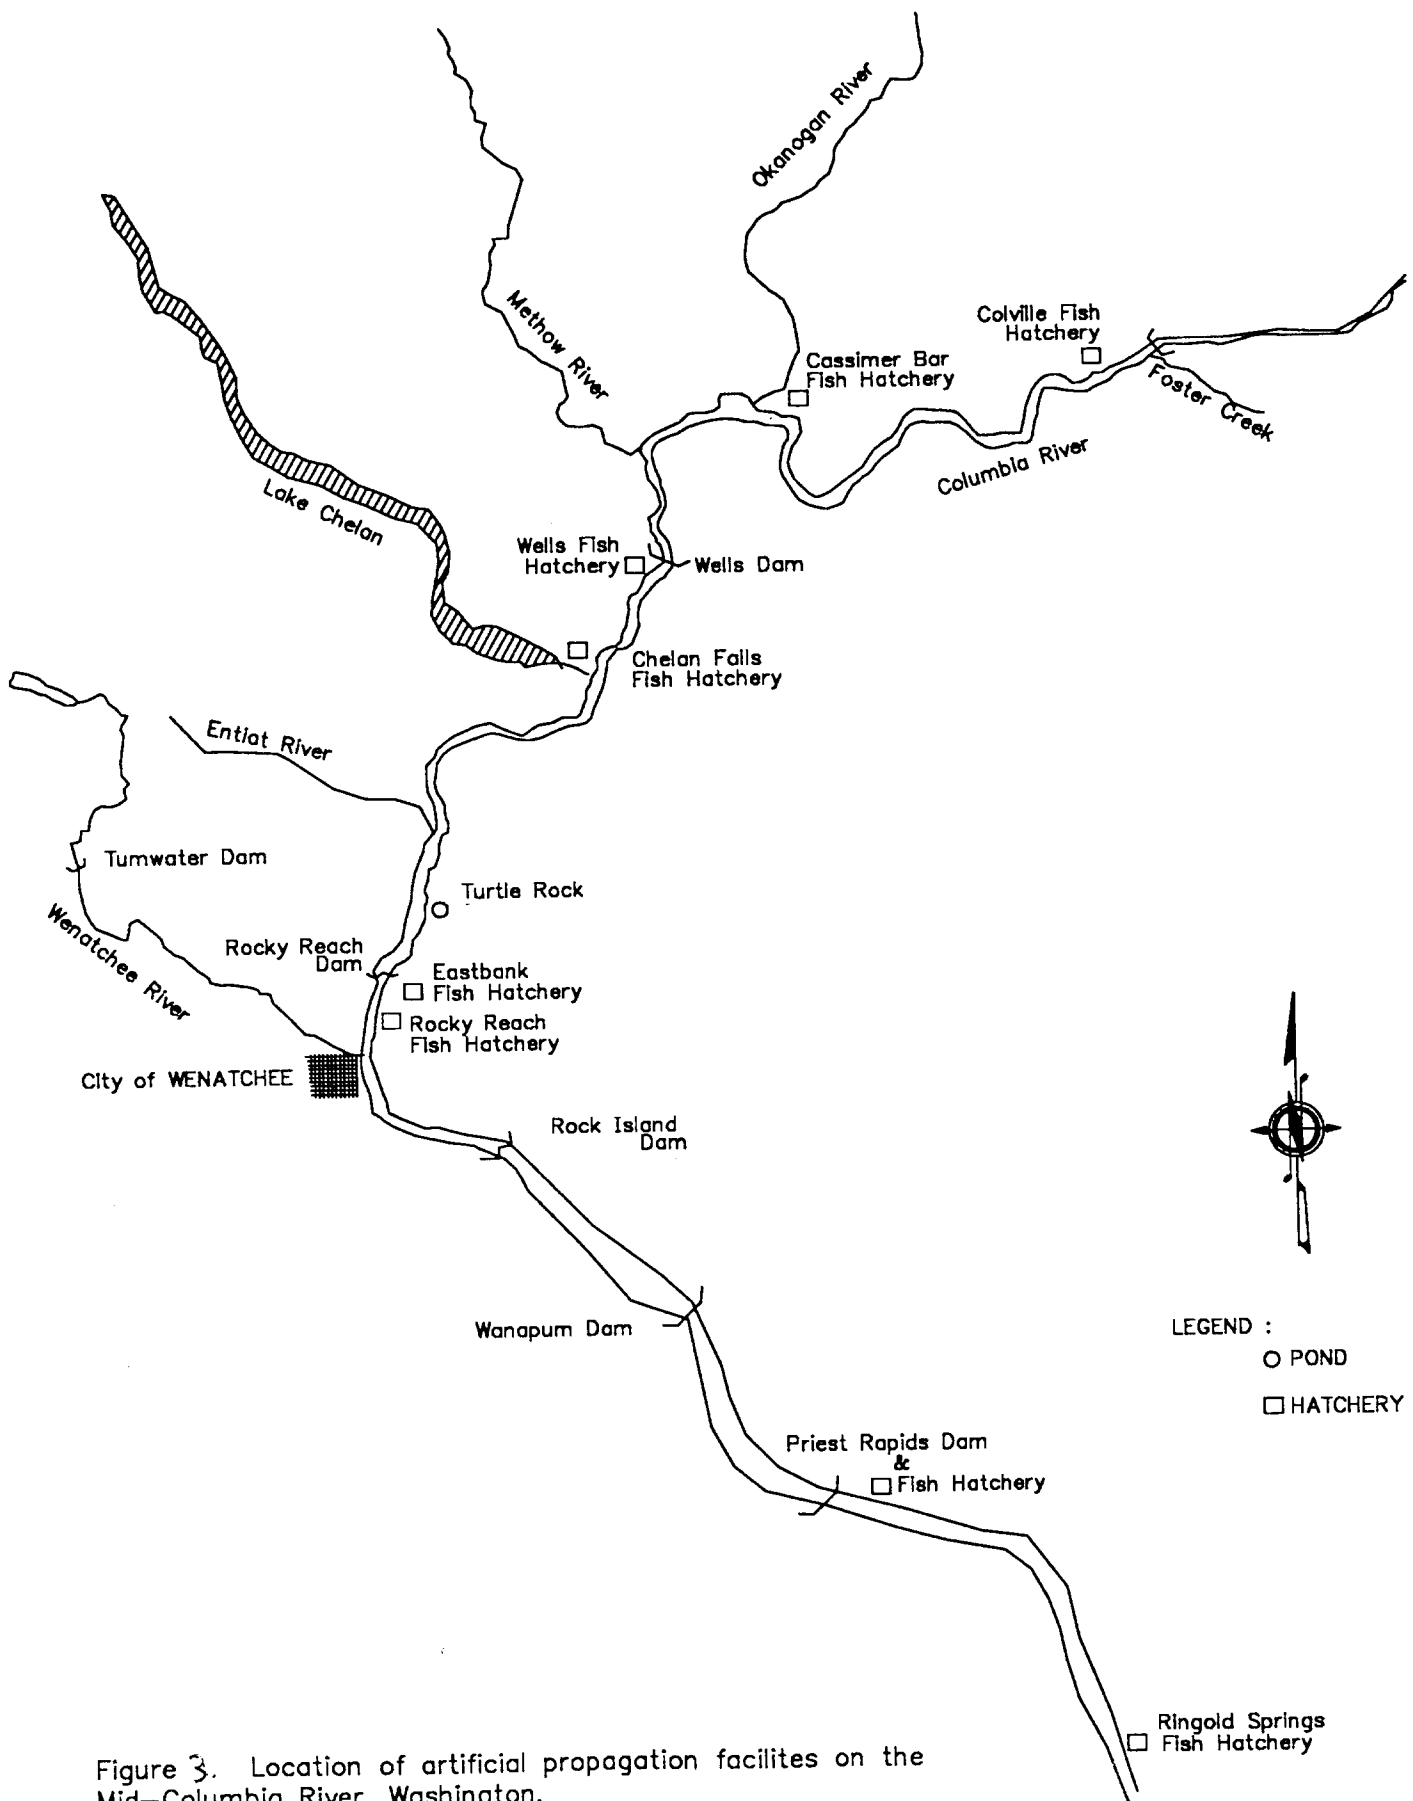 Okanogan River
Methow River
Colville Fish
Hatchery
Cassimer Bar
Fish Hatchery
Foster Creek
Columbia River
Lake Chelan
Wells Fish
Hatchery
Wells Dam
Chelan Falls
Fish Hatchery
Entiat River
Tumwater Dam
Turtle Rock
Wenatchee River
Rocky Reach
Dam
Eastbank
Fish Hatchery
Rocky Reach
Fish Hatchery
City of WENATCHEE
Rock Island
Dam
Wanapum Dam
LEGEND :
POND
HATCHERY
Priest Rapids Dam
&
Fish Hatchery
Ringold Springs
Fish Hatchery
Figure 3. Location of artificial propagation facilites on the
Mid-Columbia River, Washington.